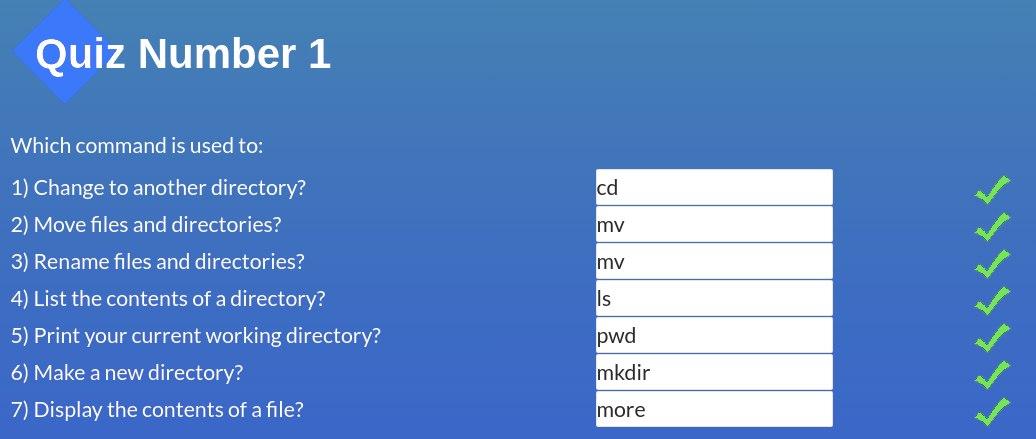 Quiz Number 1
Which command is used to:
1) Change to another directory? cd
2) Move files and directories? mv
3) Rename files and directories? mv
4) List the contents of a directory? ls
5) Print your current working directory? pwd
6) Make a new directory? mkdir
7) Display the contents of a file? more